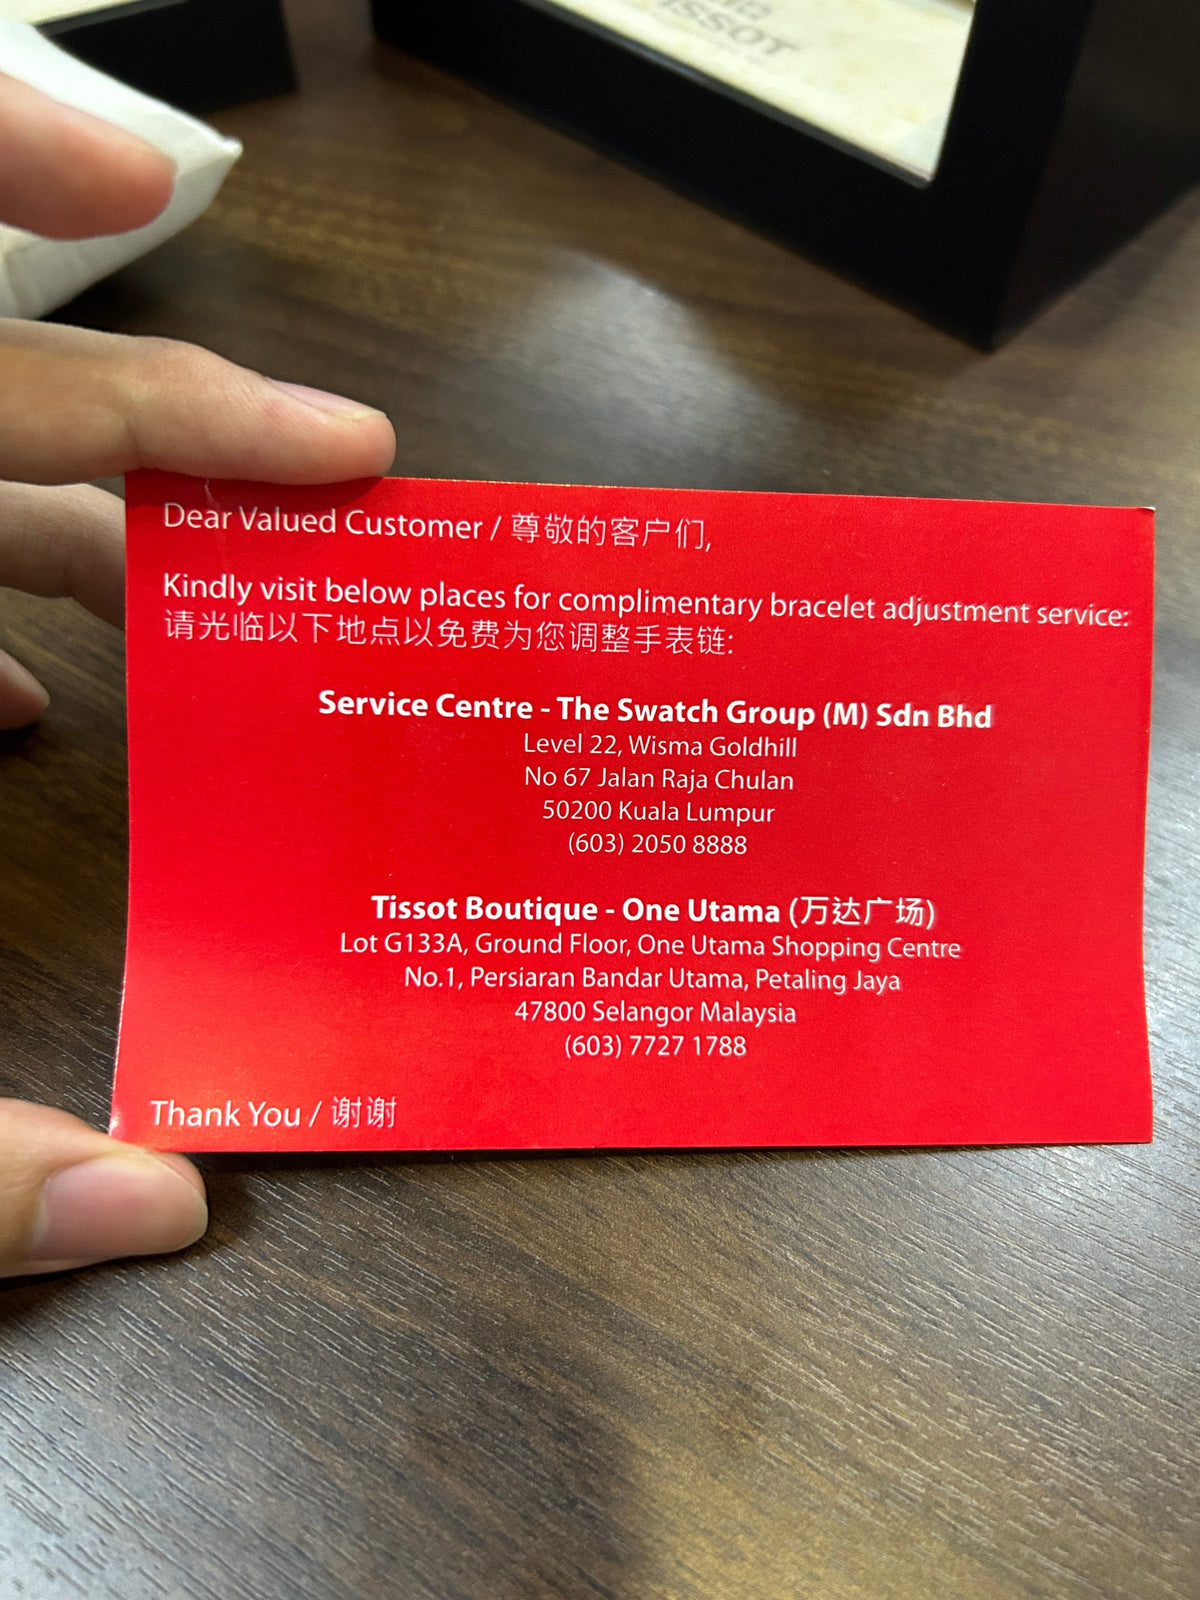 TISSOT
Dear Valued Customer / 尊敬的客户们,
Kindly visit below places for complimentary bracelet adjustment service:
请光临以下地点以免费为您调整手表链:
Service Centre - The Swatch Group (M) Sdn Bhd
Level 22, Wisma Goldhill
No 67 Jalan Raja Chulan
50200 Kuala Lumpur
(603) 2050 8888
Tissot Boutique - One Utama (万达广场)
Lot G133A, Ground Floor, One Utama Shopping Centre
No.1, Persiaran Bandar Utama, Petaling Jaya
47800 Selangor Malaysia
(603) 7727 1788
Thank You / 谢谢